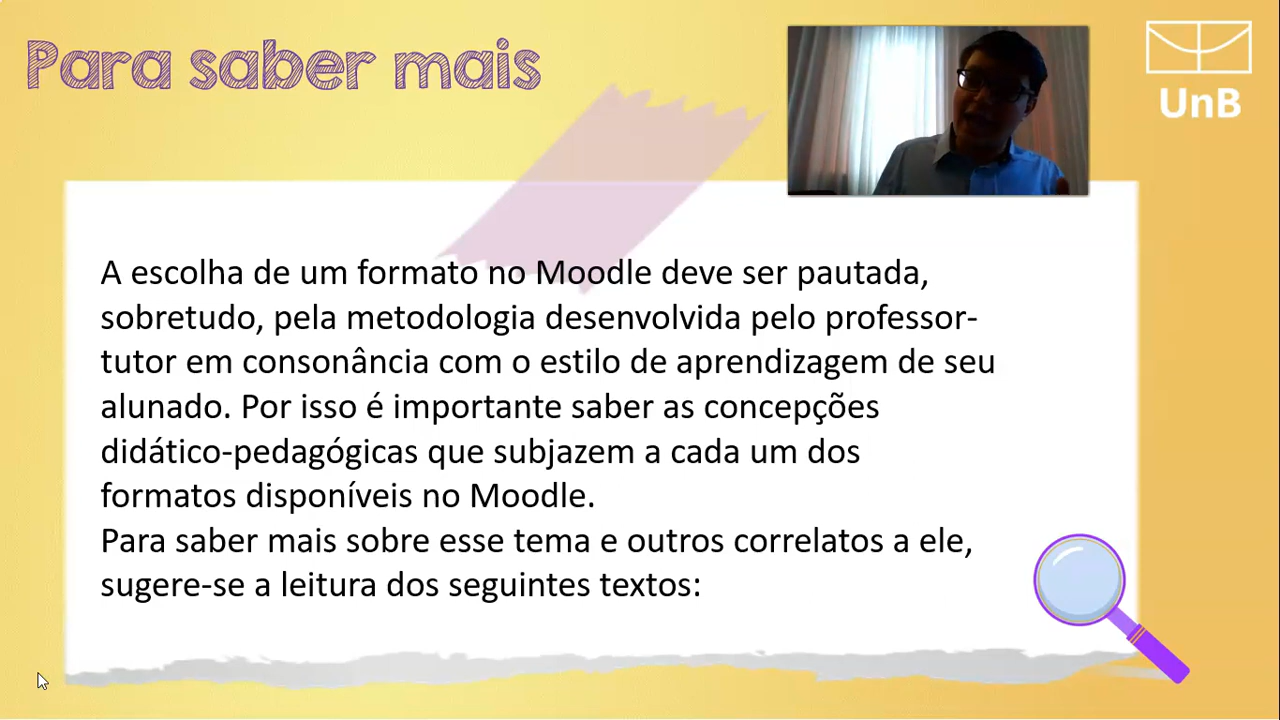 Para saber mais
UnB
A escolha de um formato no Moodle deve ser pautada,
sobretudo, pela metodologia desenvolvida pelo professor-
tutor em consonância com o estilo de aprendizagem de seu
alunado. Por isso é importante saber as concepções
didático-pedagógicas que subjazem a cada um dos
formatos disponíveis no Moodle.
Para saber mais sobre esse tema e outros correlatos a ele,
sugere-se a leitura dos seguintes textos: